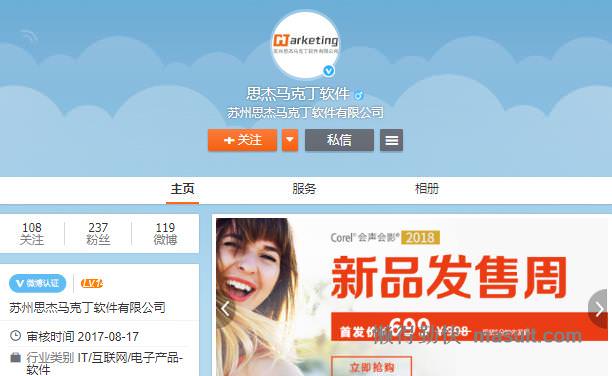 Marketing
苏州思杰马克丁软件有限公司
思杰马克丁软件
苏州思杰马克丁软件有限公司
+关注
私信
主页
服务
相册
108
关注
237
粉丝
119
微博
V 微博认证
苏州思杰马克丁软件有限公司
审核时间 2017-08-17
行业类别 IT/互联网/电子产品-
软件
Corel® 会声会影® 2018
新品发售周
首发价 699
立即抢购
masuit.com